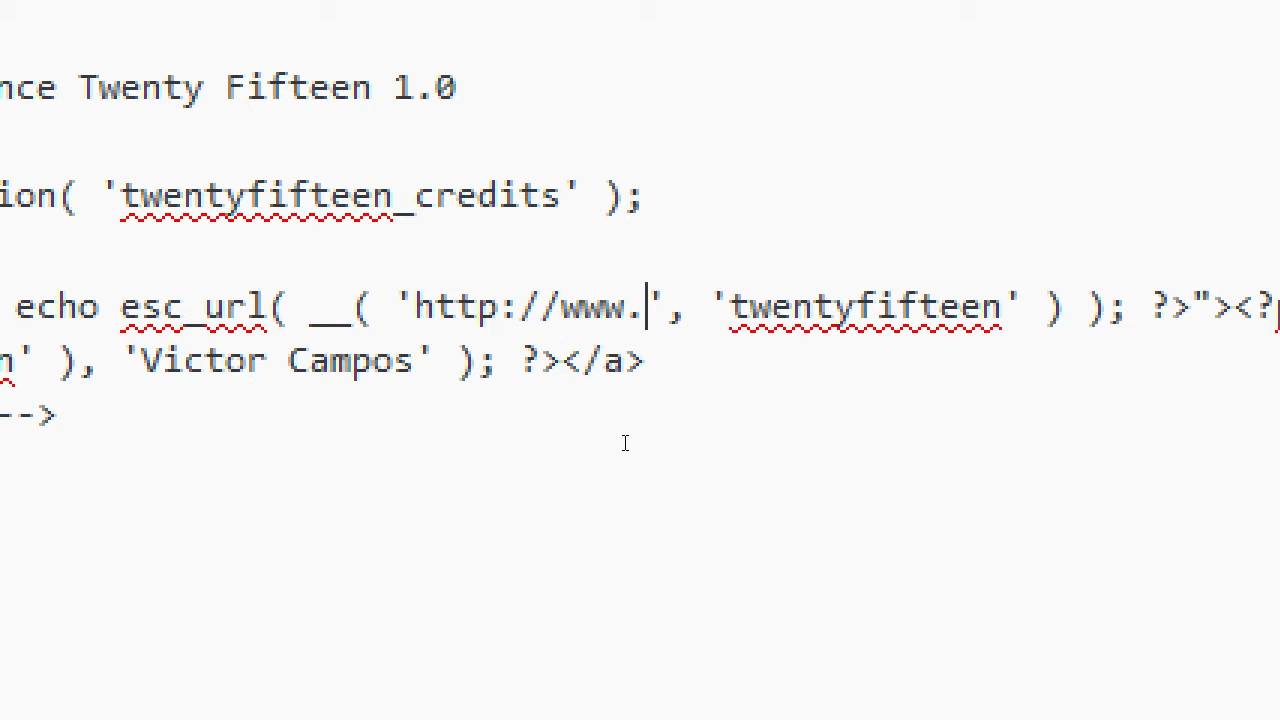 nce Twenty Fifteen 1.0
ion( 'twentyfifteen_credits' );
echo esc_url( __( 'http://www.', 'twentyfifteen' ) ); ?>"><?p
n' ), 'Victor Campos' ); ?></a>
-->